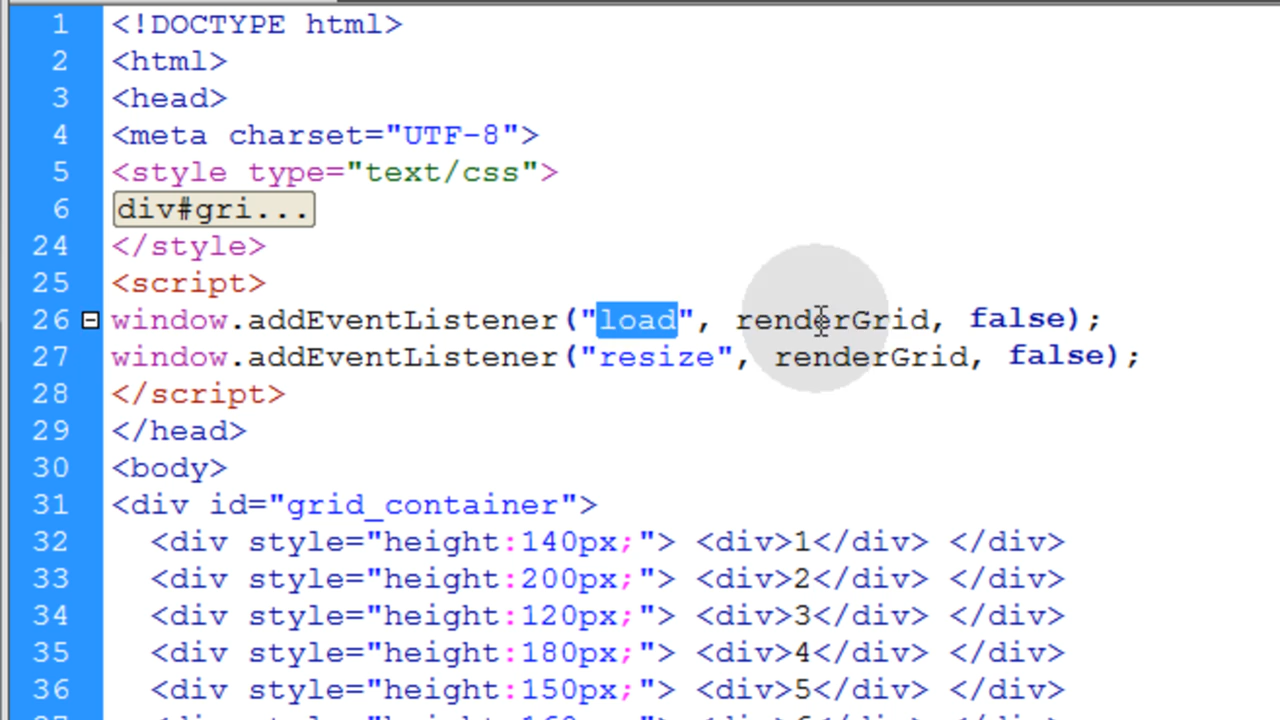 1 <!DOCTYPE html>
2 <html>
3 <head>
4 <meta charset="UTF-8">
5 <style type="text/css">
6 div#gri...
24 </style>
25 <script>
26 window.addEventListener("load", renderGrid, false);
27 window.addEventListener("resize", renderGrid, false);
28 </script>
29 </head>
30 <body>
31 <div id="grid_container">
32 <div style="height:140px;"> <div>1</div> </div>
33 <div style="height:200px;"> <div>2</div> </div>
34 <div style="height:120px;"> <div>3</div> </div>
35 <div style="height:180px;"> <div>4</div> </div>
36 <div style="height:150px;"> <div>5</div> </div>